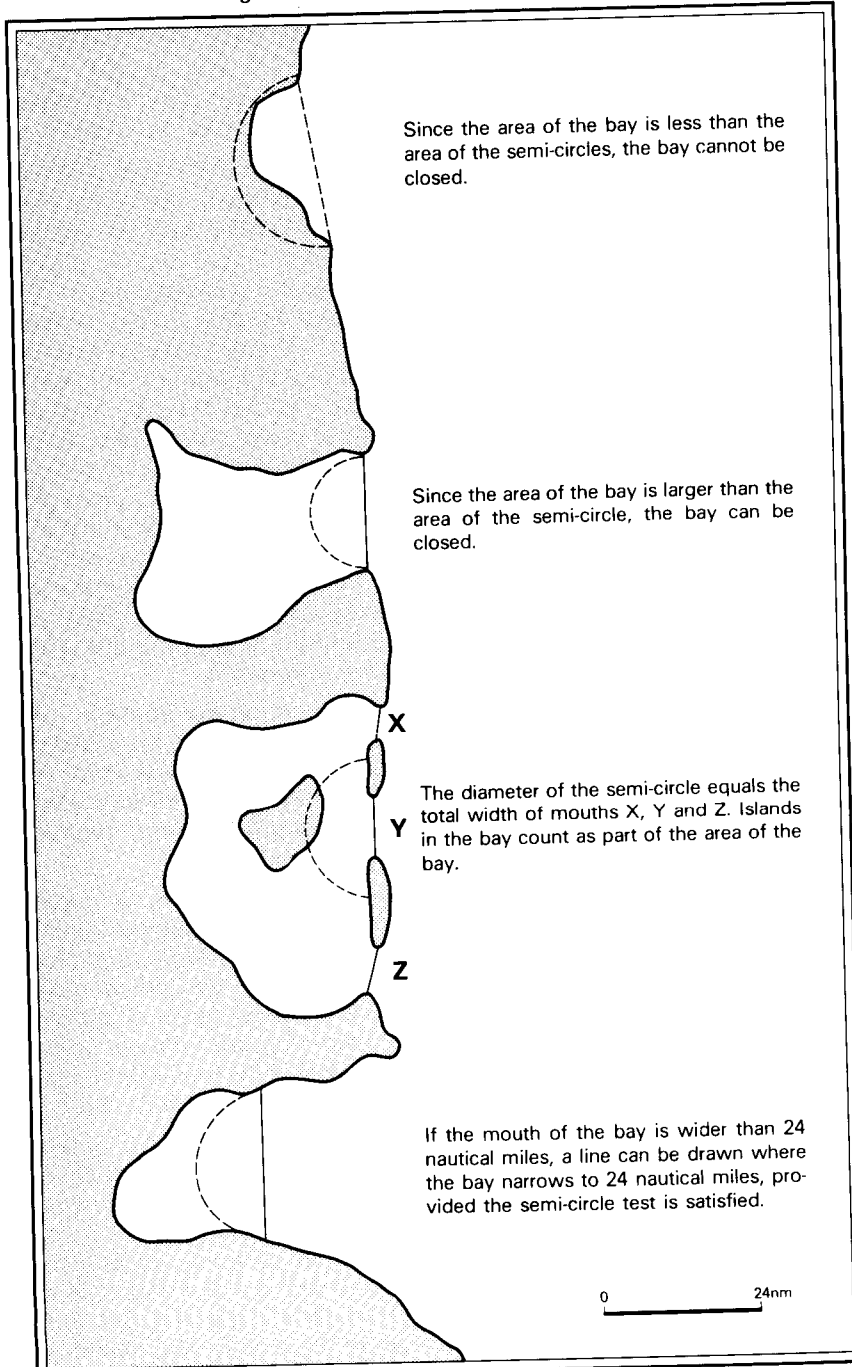 Since the area of the bay is less than the
area of the semi-circles, the bay cannot be
closed.
Since the area of the bay is larger than the
area of the semi-circle, the bay can be
closed.
X
The diameter of the semi-circle equals the
total width of mouths X, Y and Z. Islands
Y
in the bay count as part of the area of the
bay.
Z
If the mouth of the bay is wider than 24
nautical miles, a line can be drawn where
the bay narrows to 24 nautical miles, pro-
vided the semi-circle test is satisfied.
0 24nm